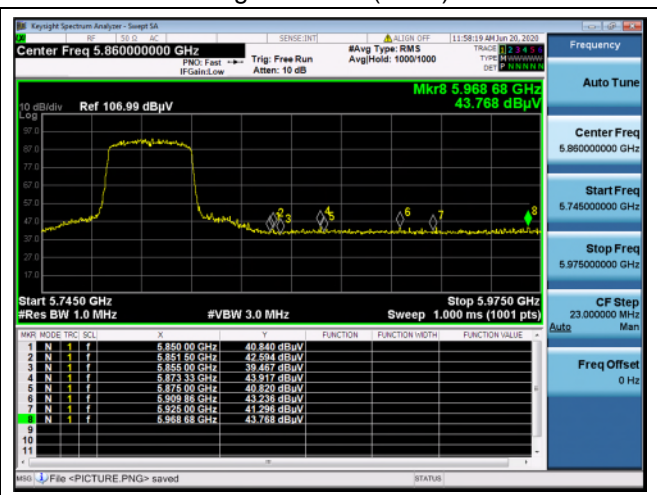 Keysight Spectrum Analyzer - Swept SA
RF 50 Ω AC SENSE:INT ALIGN OFF 11:58:19 AM Jun 20, 2020
Center Freq 5.860000000 GHz #Avg Type: RMS TRACE 1 2 3 4 5 6
PNO: Fast Trig: Free Run Avg|Hold: 1000/1000 TYPE M WWWWW
IFGain:Low Atten: 10 dB DET P N N N N N
Mkr8 5.968 68 GHz
10 dB/div Ref 106.99 dBµV 43.768 dBµV
Log
97.0
87.0
77.0
67.0
57.0
47.0
37.0
27.0
17.0
2 3 4 5 6 7 8
Start 5.7450 GHz Stop 5.9750 GHz
#Res BW 1.0 MHz #VBW 3.0 MHz Sweep 1.000 ms (1001 pts)
MKR MODE TRC SCL X Y FUNCTION FUNCTION WIDTH FUNCTION VALUE
1 N 1 f 5.850 00 GHz 40.840 dBµV
2 N 1 f 5.851 50 GHz 42.594 dBµV
3 N 1 f 5.855 00 GHz 39.467 dBµV
4 N 1 f 5.873 33 GHz 43.917 dBµV
5 N 1 f 5.875 00 GHz 40.820 dBµV
6 N 1 f 5.909 86 GHz 43.236 dBµV
7 N 1 f 5.925 00 GHz 41.296 dBµV
8 N 1 f 5.968 68 GHz 43.768 dBµV
9
10
11
MSG File <PICTURE.PNG> saved STATUS
Frequency
Auto Tune
Center Freq
5.860000000 GHz
Start Freq
5.745000000 GHz
Stop Freq
5.975000000 GHz
CF Step
23.000000 MHz
Auto Man
Freq Offset
0 Hz